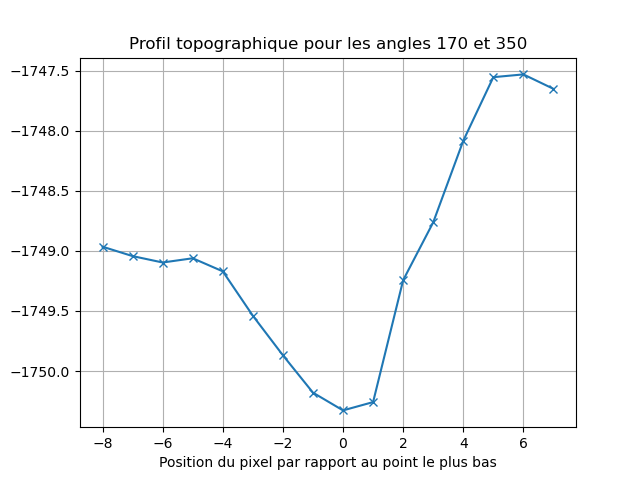 Profil topographique pour les angles 170 et 350
−1747.5
−1748.0
−1748.5
−1749.0
−1749.5
−1750.0
−8 −6 −4 −2 0 2 4 6
Position du pixel par rapport au point le plus bas